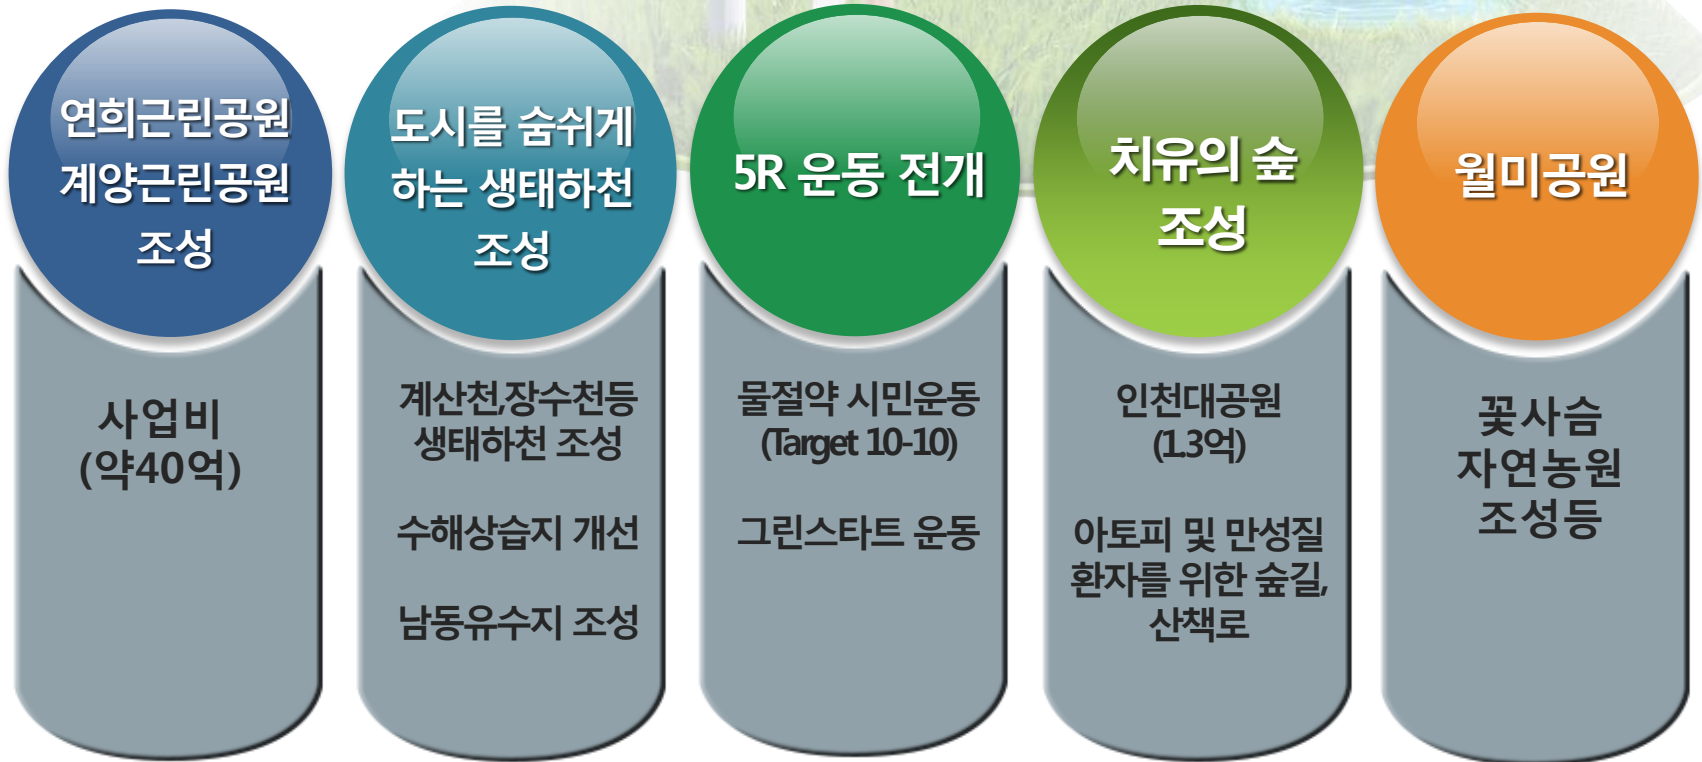 연희근린공원
계양근린공원
조성
사업비
(약40억)
도시를 숨쉬게
하는 생태하천
조성
계산천,장수천등
생태하천 조성
수해상습지 개선
남동유수지 조성
5R 운동 전개
물절약 시민운동
(Target 10-10)
그린스타트 운동
치유의 숲
조성
인천대공원
(1.3억)
아토피 및 만성질
환자를 위한 숲길,
산책로
월미공원
꽃사슴
자연농원
조성등